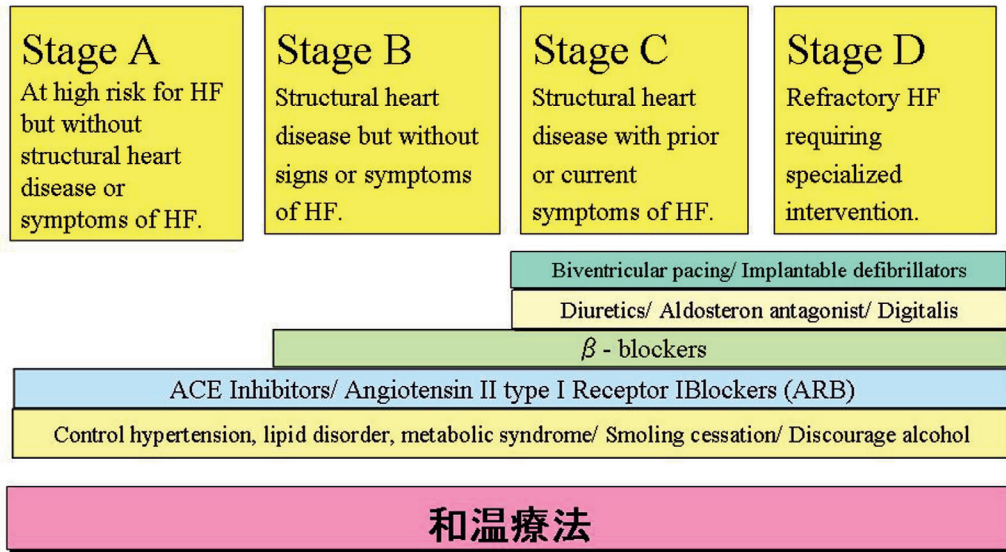 Stage A
At high risk for HF
but without
structural heart
disease or
symptoms of HF.
Stage B
Structural heart
disease but without
signs or symptoms
of HF.
Stage C
Structural heart
disease with prior
or current
symptoms of HF.
Stage D
Refractory HF
requiring
specialized
intervention.
Biventricular pacing/ Implantable defibrillators
Diuretics/ Aldosteron antagonist/ Digitalis
β - blockers
ACE Inhibitors/ Angiotensin II type I Receptor IBlockers (ARB)
Control hypertension, lipid disorder, metabolic syndrome/ Smoling cessation/ Discourage alcohol
和温療法